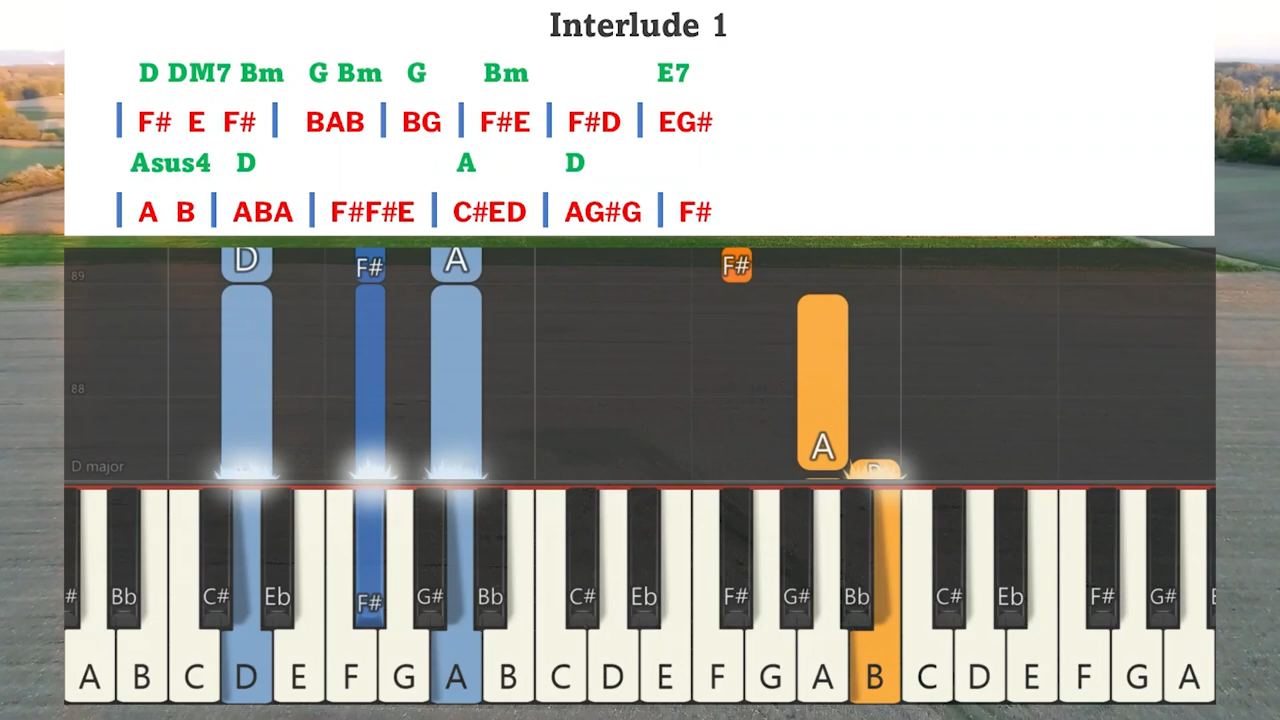 Interlude 1
D DM7 Bm G Bm G Bm E7
| F# E F# | BAB | BG | F#E | F#D | EG#
Asus4 D A D
| A B | ABA | F#F#E | C#ED | AG#G | F#
D F# A F#
89
88
A
B
D major
# Bb C# Eb F# G# Bb C# Eb F# G# Bb C# Eb F# G#
A B C D E F G A B C D E F G A B C D E F G A